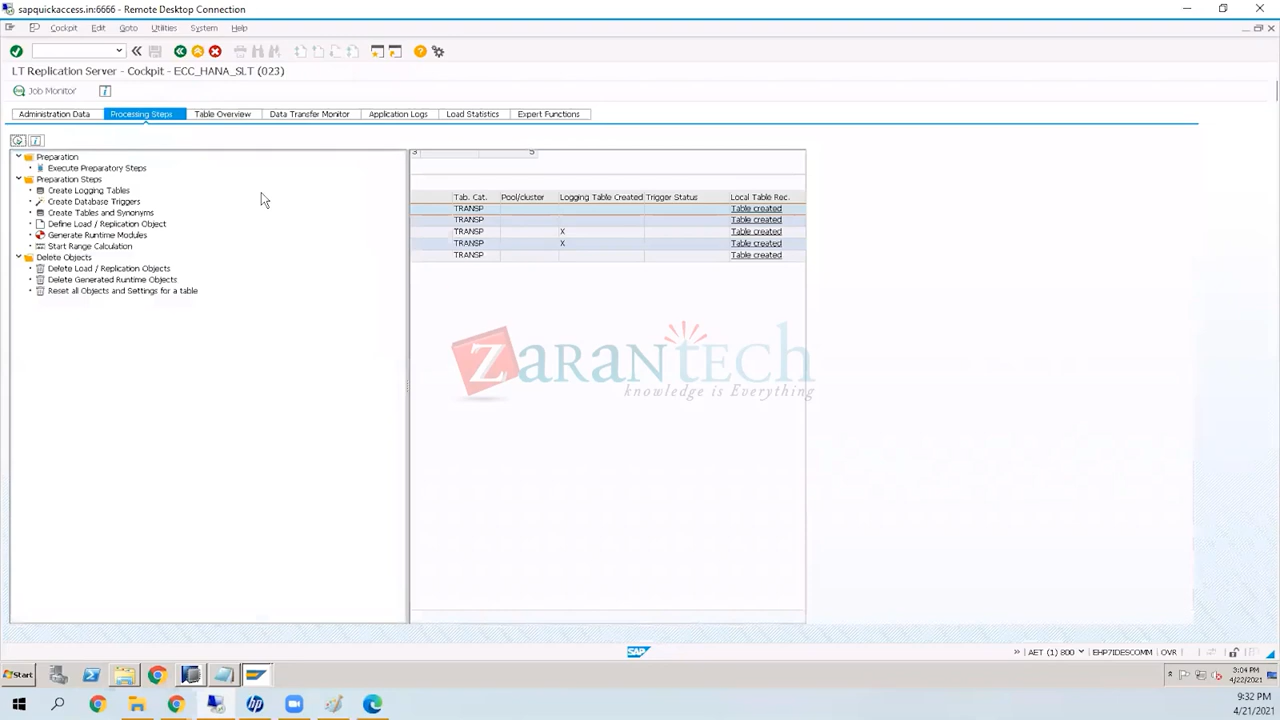 sapquickaccess.in:6666 - Remote Desktop Connection
Cockpit Edit Goto Utilities System Help
LT Replication Server - Cockpit - ECC_HANA_SLT (023)
Job Monitor
Administration Data Processing Steps Table Overview Data Transfer Monitor Application Logs Load Statistics Expert Functions
Preparation
Execute Preparatory Steps
Preparation Steps
Create Logging Tables
Create Database Triggers
Create Tables and Synonyms
Define Load / Replication Object
Generate Runtime Modules
Start Range Calculation
Delete Objects
Delete Load / Replication Objects
Delete Generated Runtime Objects
Reset all Objects and Settings for a table
3 5
Tab. Cat. Pool/cluster Logging Table Created Trigger Status Local Table Rec.
TRANSP Table created
TRANSP Table created
TRANSP X Table created
TRANSP X Table created
TRANSP Table created
ZaranTech
knowledge is Everything
SAP
» AET (1) 800 EHP7IDESCOMM OVR
Start
3:04 PM
4/22/2021
9:32 PM
4/21/2021